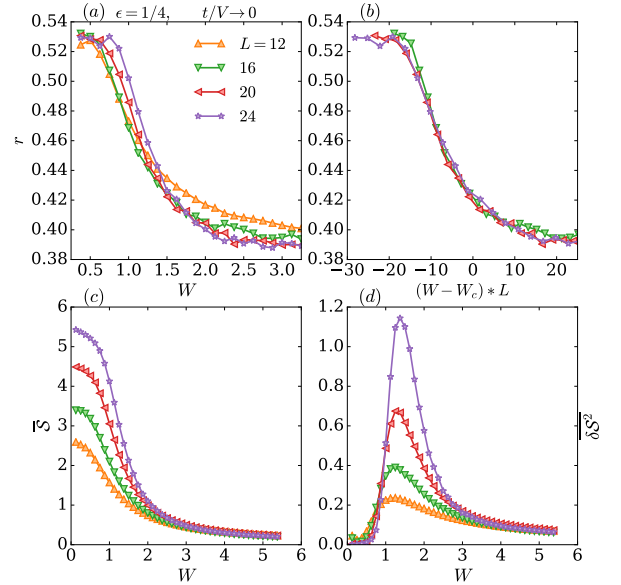 (a) ϵ=1/4, t/V→0 (b)
0.54 0.54
0.52 0.52
0.50 0.50
0.48 0.48
0.46 0.46
0.44 0.44
0.42 0.42
0.40 0.40
0.38 0.38
r
L=12
16
20
24
0.5 1.0 1.5 2.0 2.5 3.0 −30 −20 −10 0 10 20
W (W−W_c)∗L
(c) (d)
6 1.2
5 1.0
4 0.8
3 0.6
2 0.4
1 0.2
0 0.0
S̅ δS²
0 1 2 3 4 5 6 0 1 2 3 4 5 6
W W